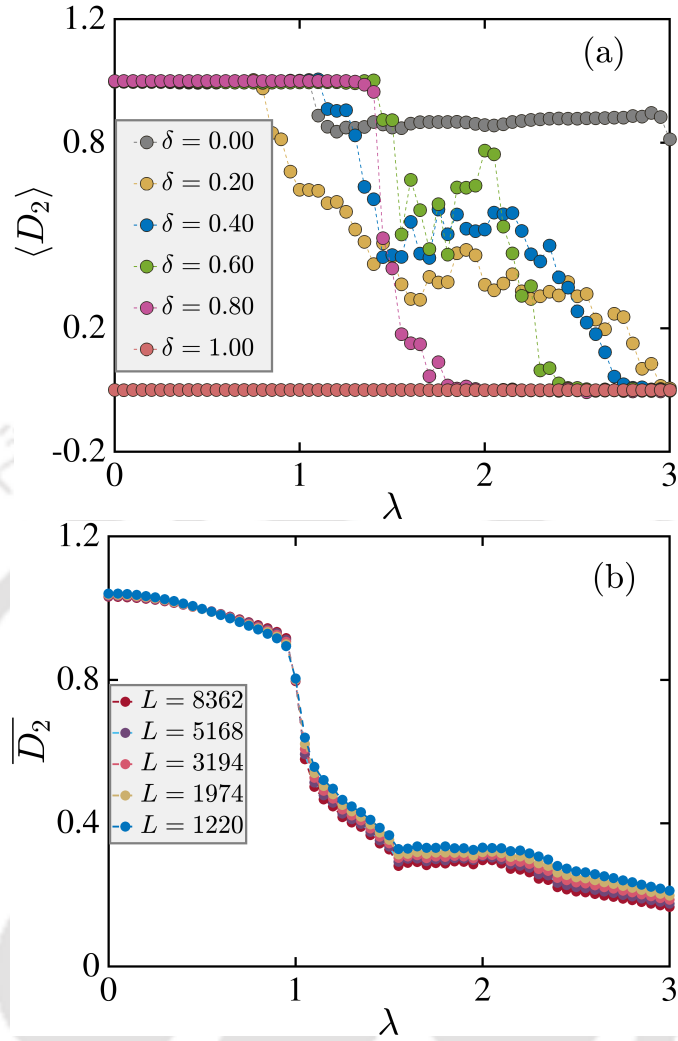 1.2
(a)
0.8
⟨D₂⟩
δ = 0.00
δ = 0.20
δ = 0.40
δ = 0.60
δ = 0.80
δ = 1.00
0.2
-0.2
0 1 2 3
λ
1.2
(b)
0.8
L = 8362
L = 5168
L = 3194
L = 1974
L = 1220
D̅₂
0.4
0
0 1 2 3
λ